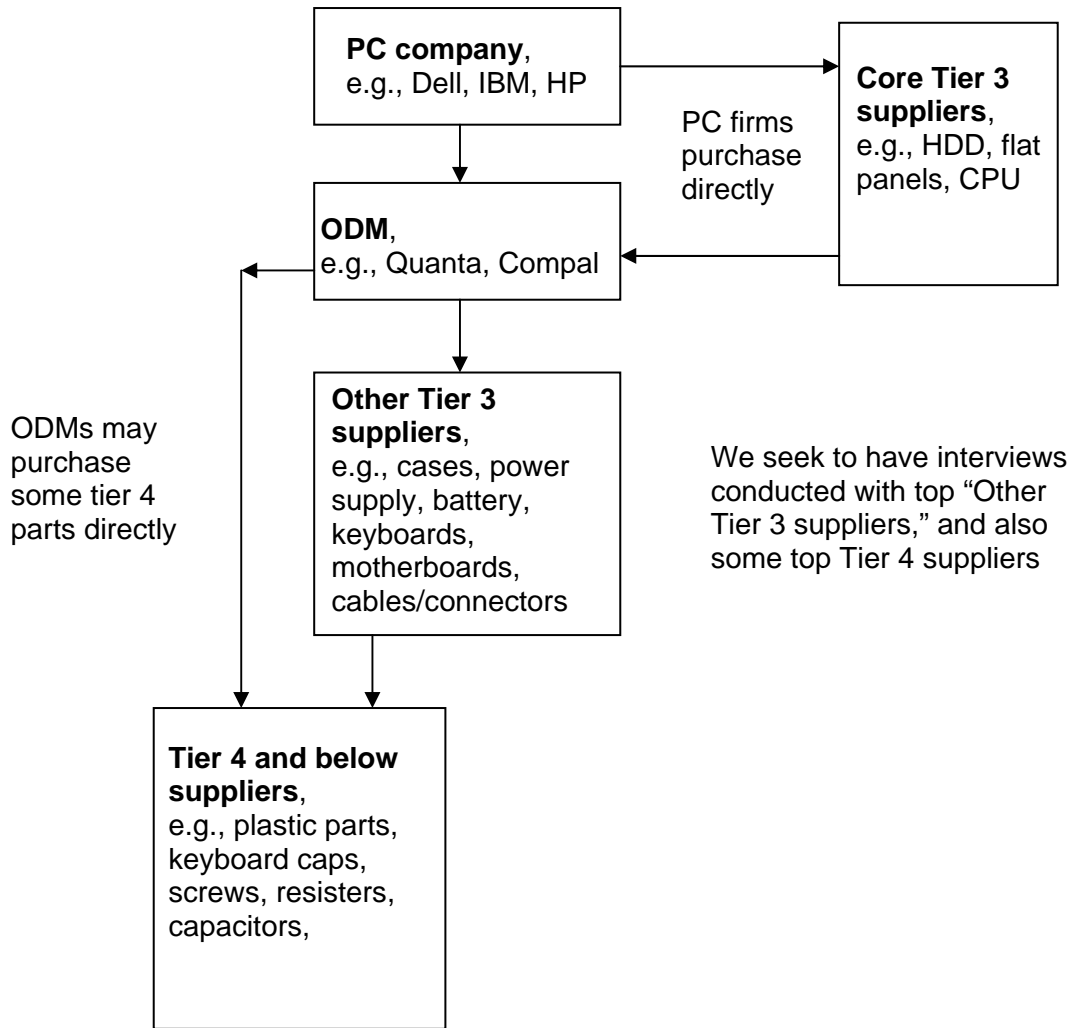 PC company,
e.g., Dell, IBM, HP
PC firms
purchase
directly
Core Tier 3
suppliers,
e.g., HDD, flat
panels, CPU
ODM,
e.g., Quanta, Compal
ODMs may
purchase
some tier 4
parts directly
Other Tier 3
suppliers,
e.g., cases, power
supply, battery,
keyboards,
motherboards,
cables/connectors
We seek to have interviews
conducted with top “Other
Tier 3 suppliers,” and also
some top Tier 4 suppliers
Tier 4 and below
suppliers,
e.g., plastic parts,
keyboard caps,
screws, resisters,
capacitors,